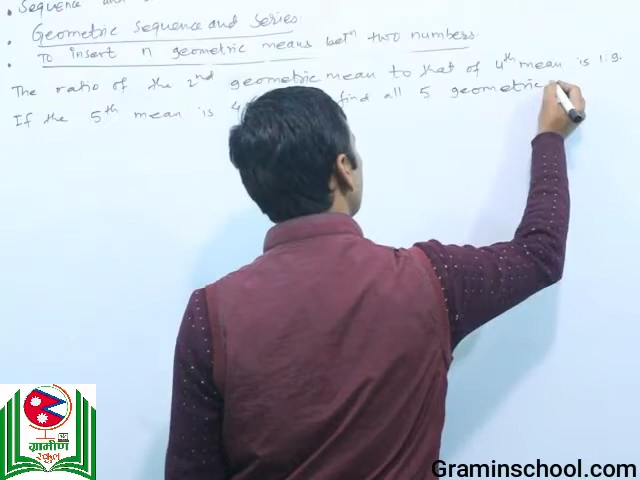 • Sequence and
• Geometric Sequence and Series
• To insert n geometric means betn two numbers.
The ratio of the 2nd geometric mean to that of 4th mean is 1:9.
If the 5th mean is 4 find all 5 geometric
ग्रामीण
स्कूल
Graminschool.com